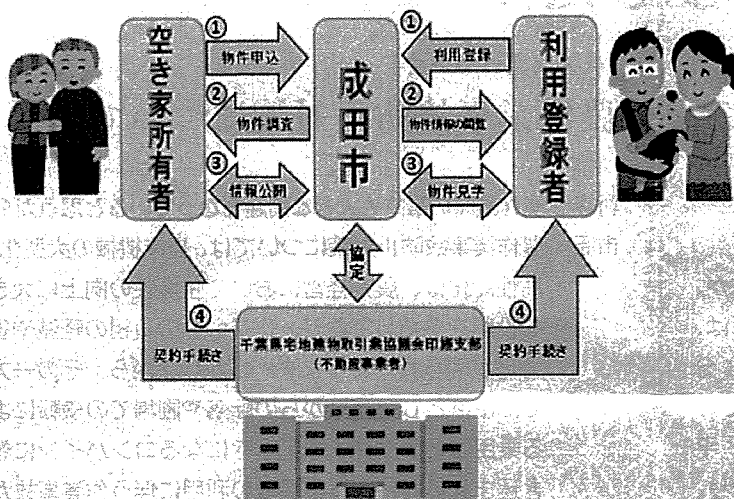 空き家所有者
①
物件申込
②
物件調査
③
情報公開
成田市
①
利用登録
②
物件情報の閲覧
③
物件見学
利用登録者
協定
④
契約手続き
千葉県宅地建物取引業協議会印旛支部
(不動産事業者)
④
契約手続き